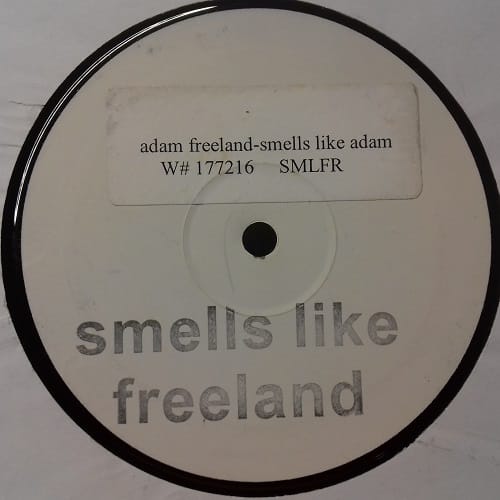 adam freeland-smells like adam
W# 177216 SMLFR
smells like
freeland